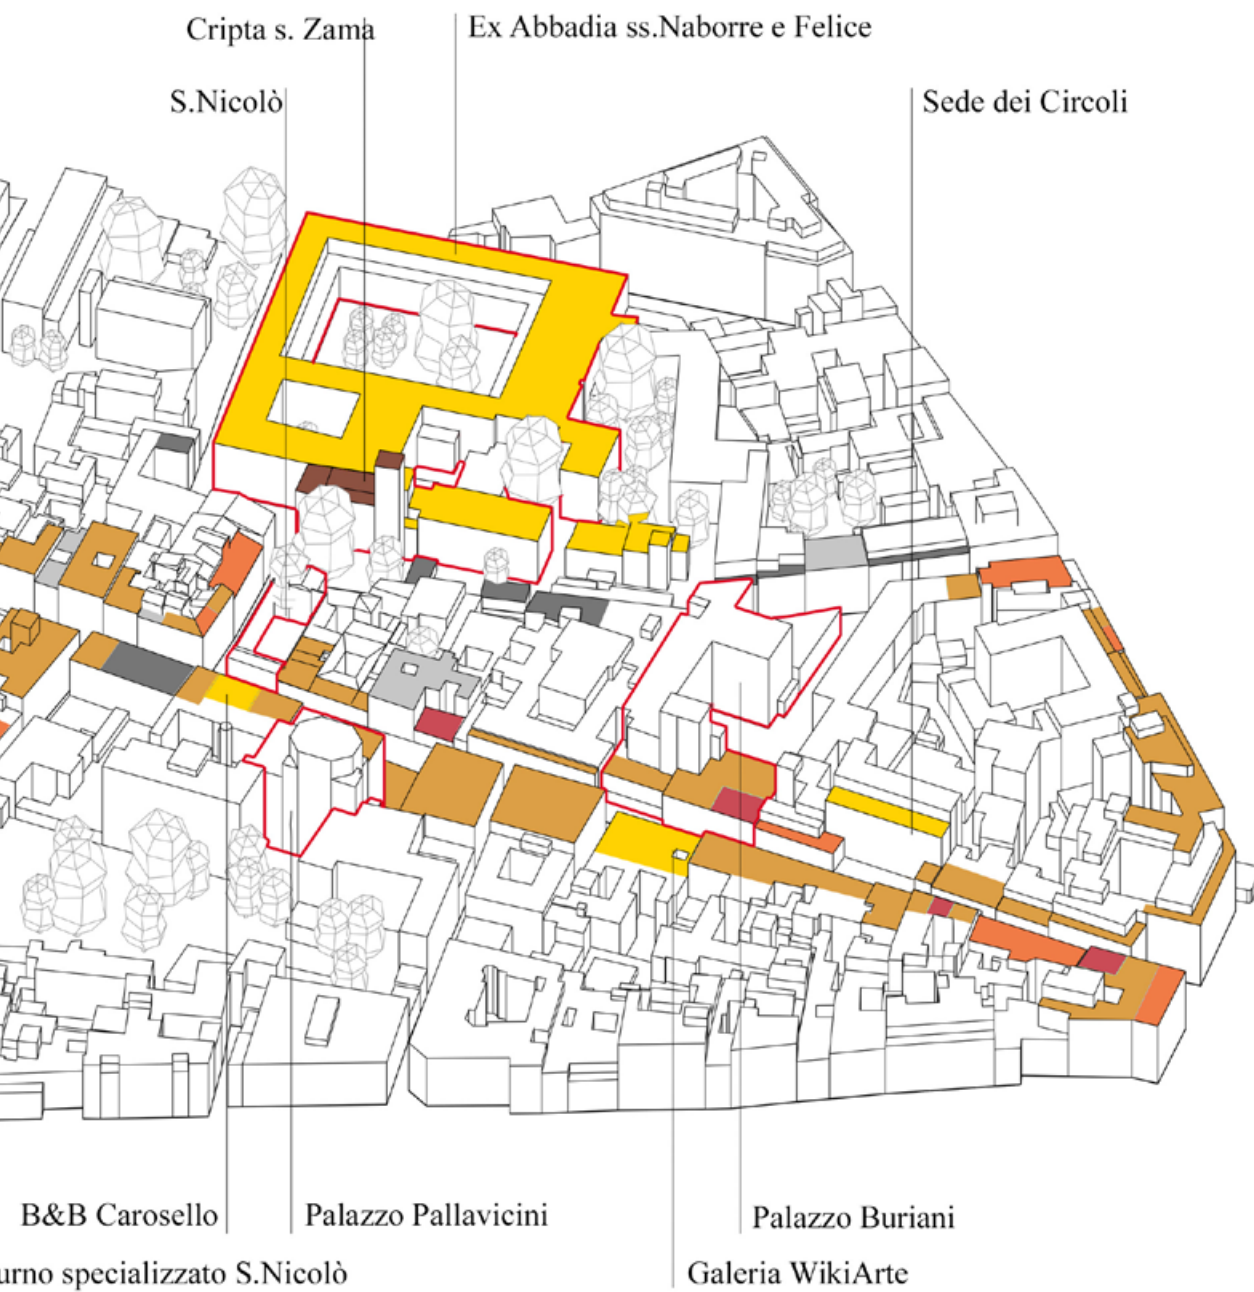 Cripta s. Zama
Ex Abbadia ss.Naborre e Felice
S.Nicolò
Sede dei Circoli
B&B Carosello
Palazzo Pallavicini
Palazzo Buriani
urno specializzato S.Nicolò
Galeria WikiArte